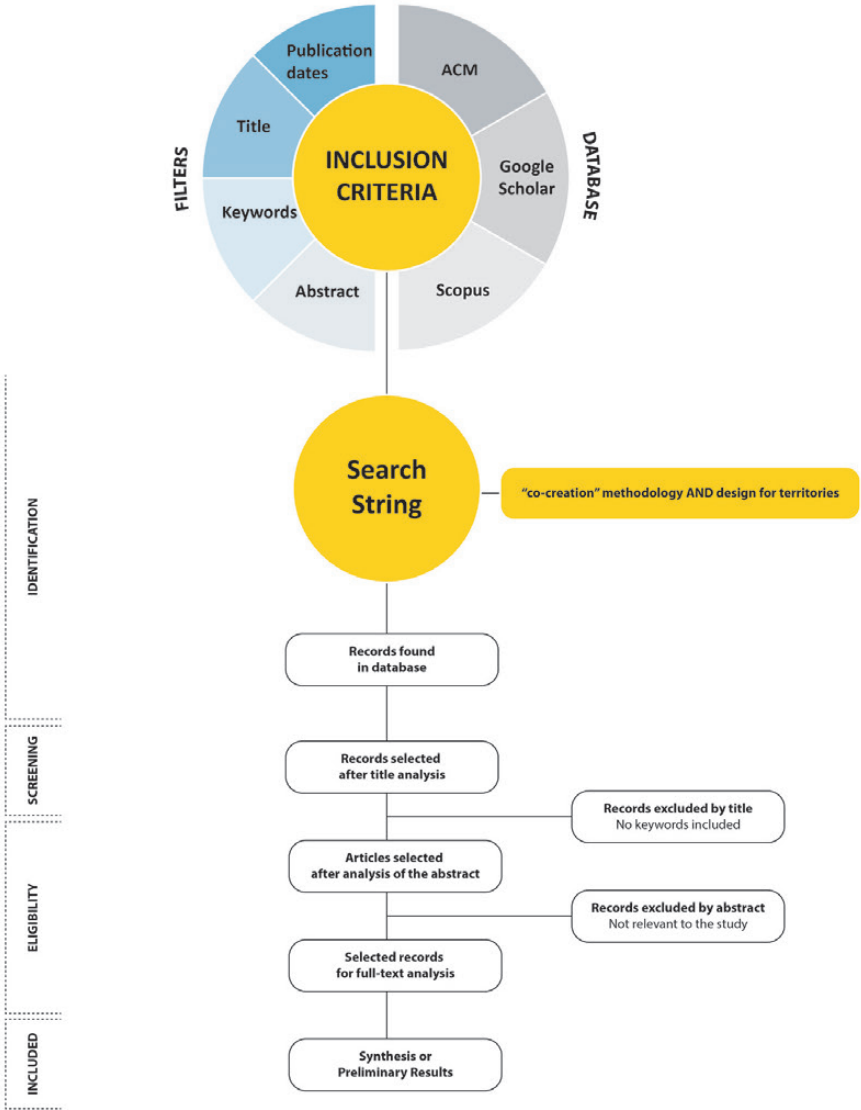 Publication
dates
ACM
Title
INCLUSION
CRITERIA
Google
Scholar
FILTERS
DATABASE
Keywords
Abstract
Scopus
Search
String
“co-creation” methodology AND design for territories
IDENTIFICATION
Records found
in database
SCREENING
Records selected
after title analysis
Records excluded by title
No keywords included
ELIGIBILITY
Articles selected
after analysis of the abstract
Records excluded by abstract
Not relevant to the study
Selected records
for full-text analysis
INCLUDED
Synthesis or
Preliminary Results